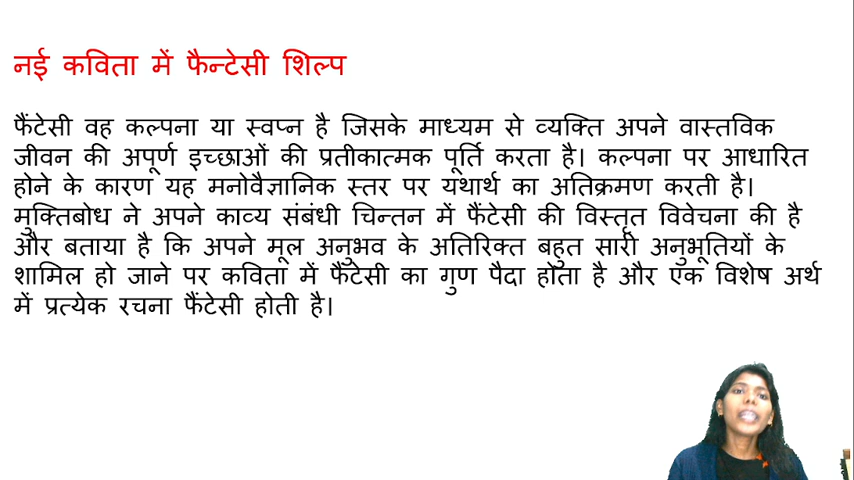 नई कविता में फैन्टेसी शिल्प
फैंटेसी वह कल्पना या स्वप्न है जिसके माध्यम से व्यक्ति अपने वास्तविक
जीवन की अपूर्ण इच्छाओं की प्रतीकात्मक पूर्ति करता है। कल्पना पर आधारित
होने के कारण यह मनोवैज्ञानिक स्तर पर यथार्थ का अतिक्रमण करती है।
मुक्तिबोध ने अपने काव्य संबंधी चिन्तन में फैंटेसी की विस्तृत विवेचना की है
और बताया है कि अपने मूल अनुभव के अतिरिक्त बहुत सारी अनुभूतियों के
शामिल हो जाने पर कविता में फैंटेसी का गुण पैदा होता है और एक विशेष अर्थ
में प्रत्येक रचना फैंटेसी होती है।